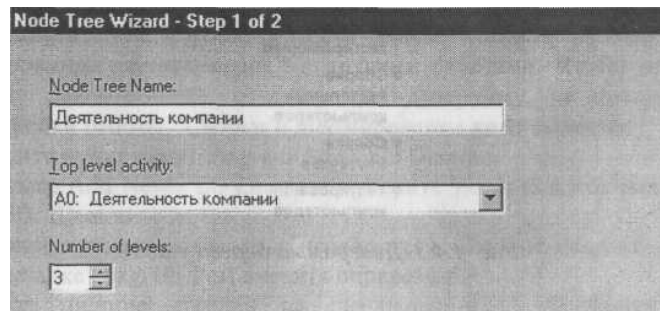 Node Tree Wizard - Step 1 of 2
Node Tree Name:
Деятельность компании
Top level activity:
A0: Деятельность компании
Number of levels:
3